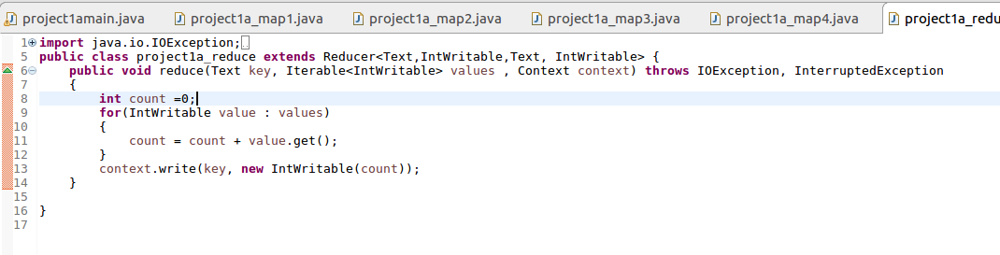 project1amain.java project1a_map1.java project1a_map2.java project1a_map3.java project1a_map4.java project1a_redu
1 import java.io.IOException;
5 public class project1a_reduce extends Reducer<Text,IntWritable,Text, IntWritable> {
6 public void reduce(Text key, Iterable<IntWritable> values , Context context) throws IOException, InterruptedException
7 {
8 int count =0;
9 for(IntWritable value : values)
10 {
11 count = count + value.get();
12 }
13 context.write(key, new IntWritable(count));
14 }
15
16 }
17